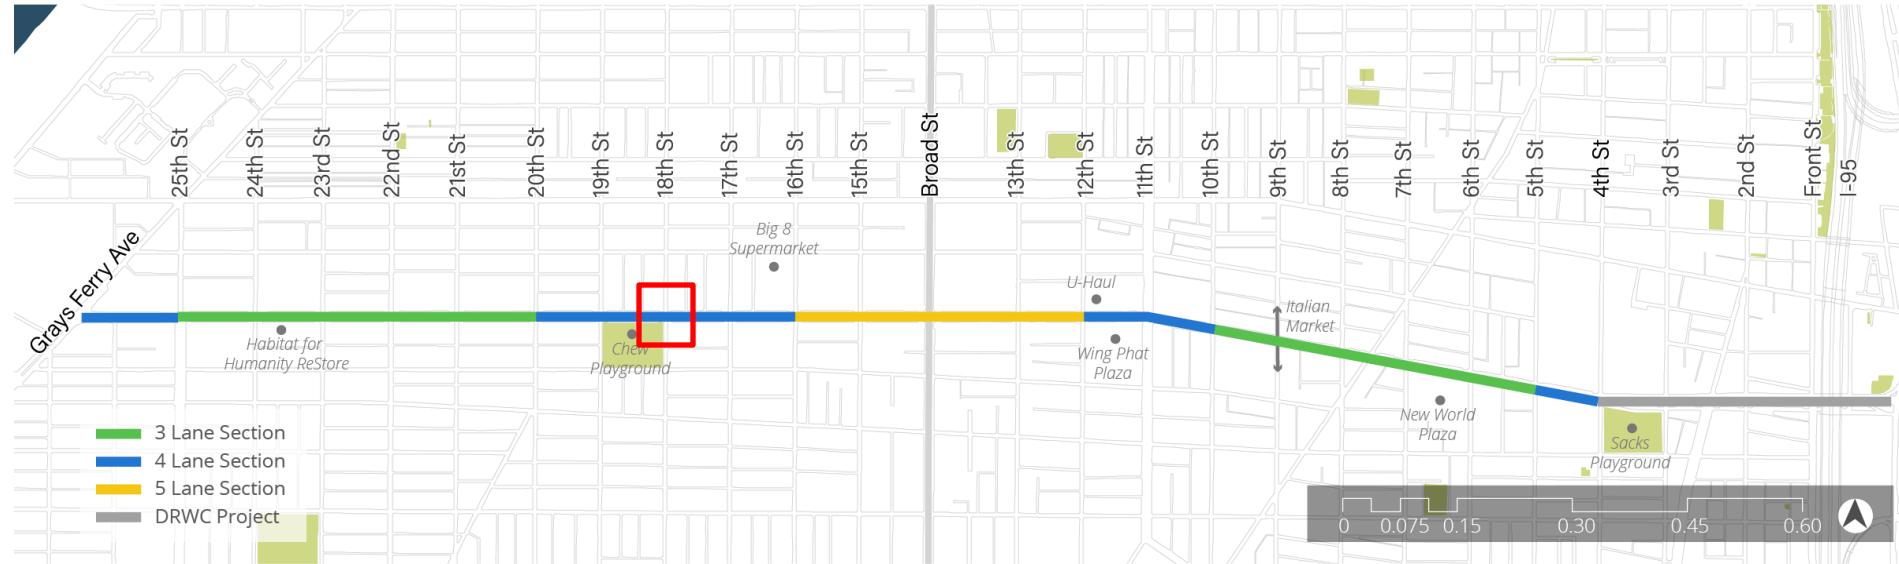 25th St
24th St
23rd St
22nd St
21st St
20th St
19th St
18th St
17th St
16th St
15th St
Broad St
13th St
12th St
11th St
10th St
9th St
8th St
7th St
6th St
5th St
4th St
3rd St
2nd St
Front St
I-95
Grays Ferry Ave
Big 8
Supermarket
U-Haul
Italian
Market
Habitat for
Humanity ReStore
Chew
Playground
Wing Phat
Plaza
New World
Plaza
Sacks
Playground
3 Lane Section
4 Lane Section
5 Lane Section
DRWC Project
0 0.075 0.15 0.30 0.45 0.60